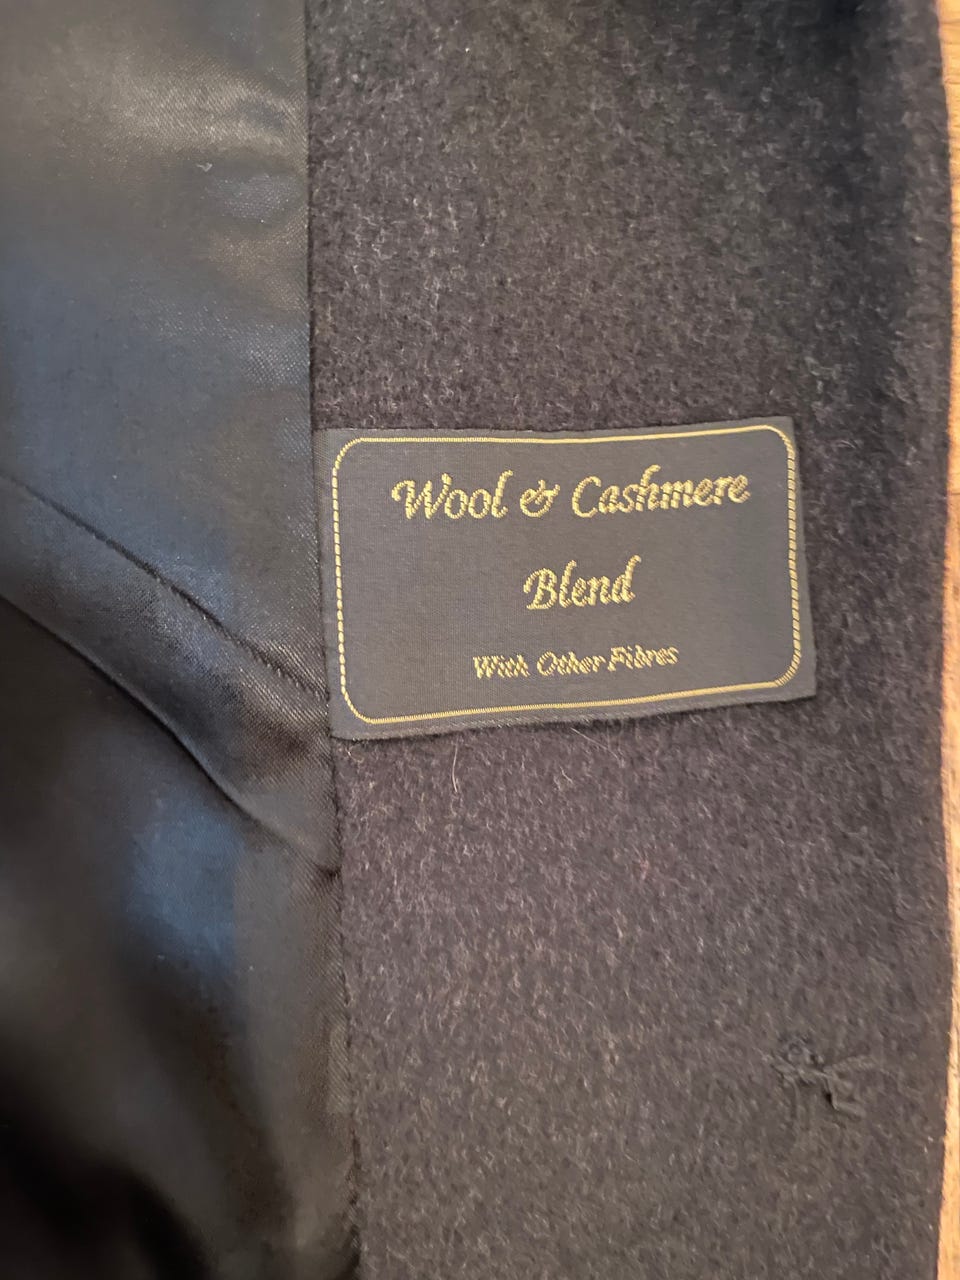 Wool & Cashmere
Blend
With Other Fibres